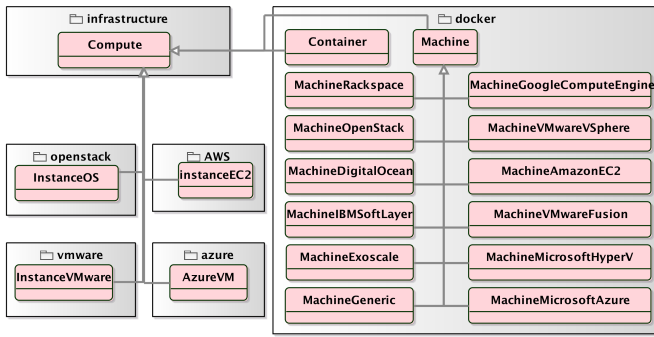 infrastructure
Compute
docker
Container
Machine
MachineRackspace
MachineGoogleComputeEngine
MachineOpenStack
MachineVMwareVSphere
MachineDigitalOcean
MachineAmazonEC2
MachineIBMSoftLayer
MachineVMwareFusion
MachineExoscale
MachineMicrosoftHyperV
MachineGeneric
MachineMicrosoftAzure
openstack
InstanceOS
AWS
instanceEC2
vmware
InstanceVMware
azure
AzureVM